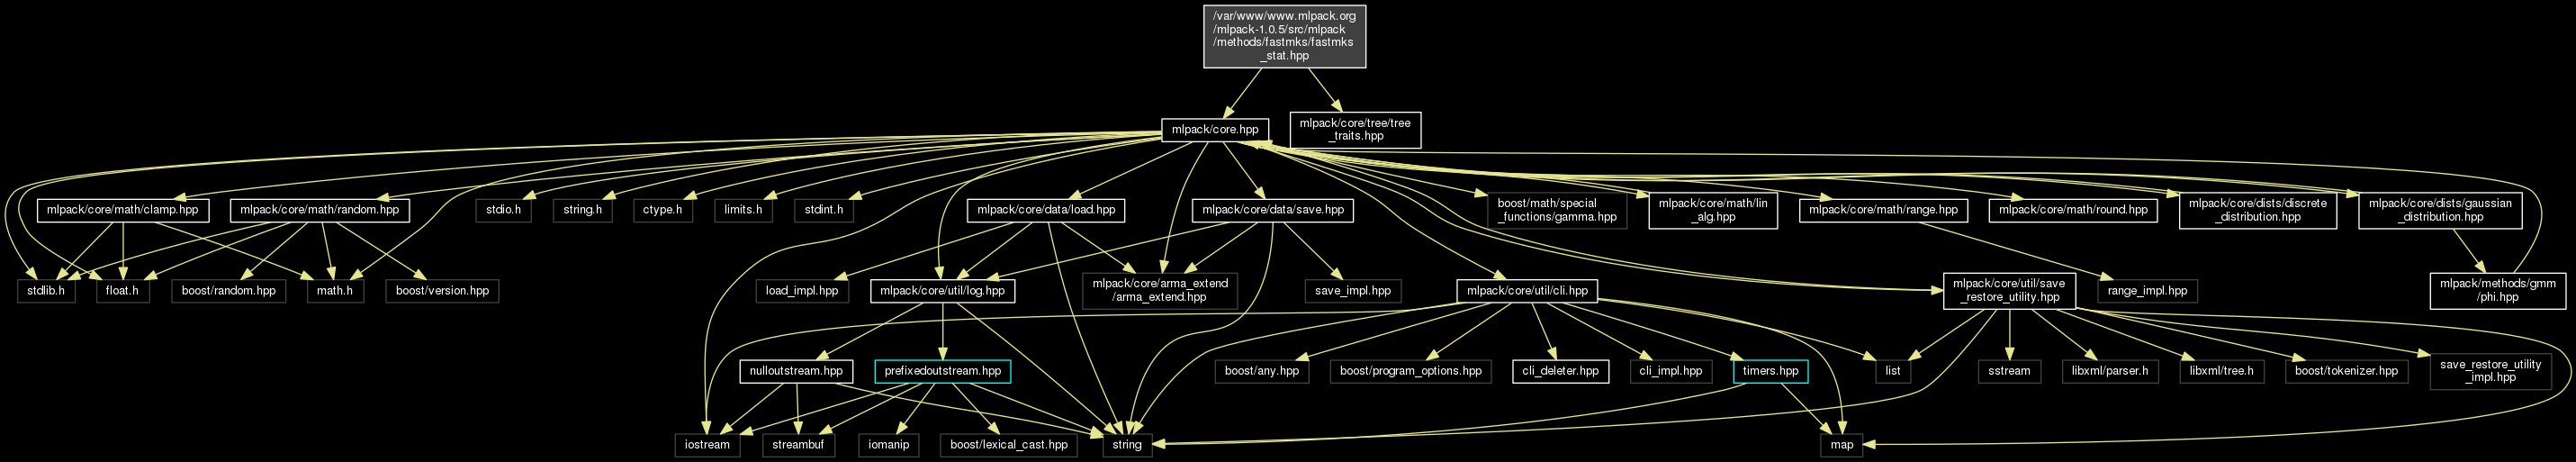 /var/www/www.mlpack.org
/mlpack-1.0.5/src/mlpack
/methods/fastmks/fastmks
_stat.hpp
mlpack/core.hpp
mlpack/core/tree/tree
_traits.hpp
mlpack/core/math/clamp.hpp
mlpack/core/math/random.hpp
stdio.h
string.h
ctype.h
limits.h
stdint.h
mlpack/core/data/load.hpp
mlpack/core/data/save.hpp
boost/math/special
_functions/gamma.hpp
mlpack/core/math/lin
_alg.hpp
mlpack/core/math/range.hpp
mlpack/core/math/round.hpp
mlpack/core/dists/discrete
_distribution.hpp
mlpack/core/dists/gaussian
_distribution.hpp
stdlib.h
float.h
boost/random.hpp
math.h
boost/version.hpp
load_impl.hpp
mlpack/core/util/log.hpp
mlpack/core/arma_extend
/arma_extend.hpp
save_impl.hpp
mlpack/core/util/cli.hpp
mlpack/core/util/save
_restore_utility.hpp
range_impl.hpp
mlpack/methods/gmm
/phi.hpp
nulloutstream.hpp
prefixedoutstream.hpp
boost/any.hpp
boost/program_options.hpp
cli_deleter.hpp
cli_impl.hpp
timers.hpp
list
sstream
libxml/parser.h
libxml/tree.h
boost/tokenizer.hpp
save_restore_utility
_impl.hpp
iostream
streambuf
iomanip
boost/lexical_cast.hpp
string
map